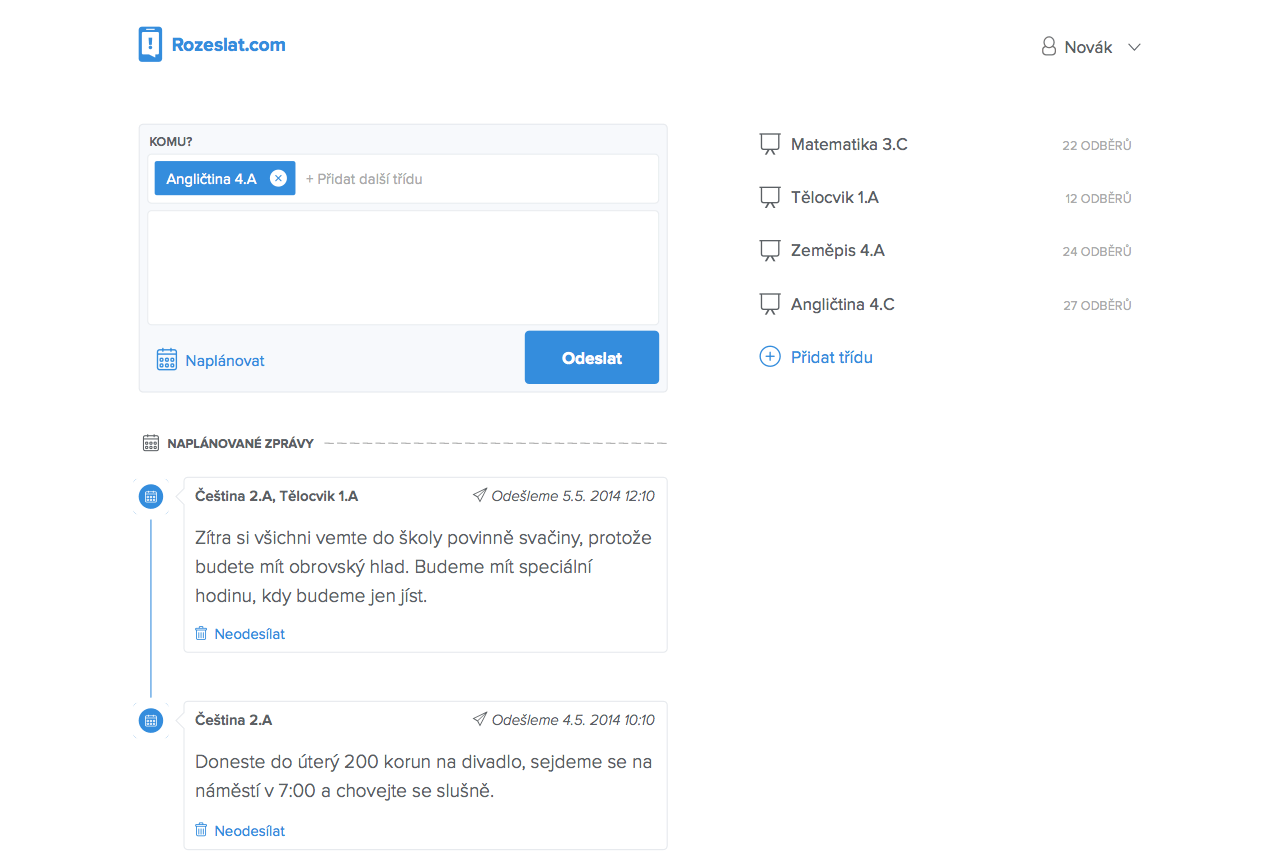 Rozeslat.com
Novák
KOMU?
Angličtina 4.A
+ Přidat další třídu
Naplánovat
Odeslat
Matematika 3.C 22 ODBĚRŮ
Tělocvik 1.A 12 ODBĚRŮ
Zeměpis 4.A 24 ODBĚRŮ
Angličtina 4.C 27 ODBĚRŮ
Přidat třídu
NAPLÁNOVANÉ ZPRÁVY
Čeština 2.A, Tělocvik 1.A Odešleme 5.5. 2014 12:10
Zítra si všichni vemte do školy povinně svačiny, protože
budete mít obrovský hlad. Budeme mít speciální
hodinu, kdy budeme jen jíst.
Neodesílat
Čeština 2.A Odešleme 4.5. 2014 10:10
Doneste do úterý 200 korun na divadlo, sejdeme se na
náměstí v 7:00 a chovejte se slušně.
Neodesílat